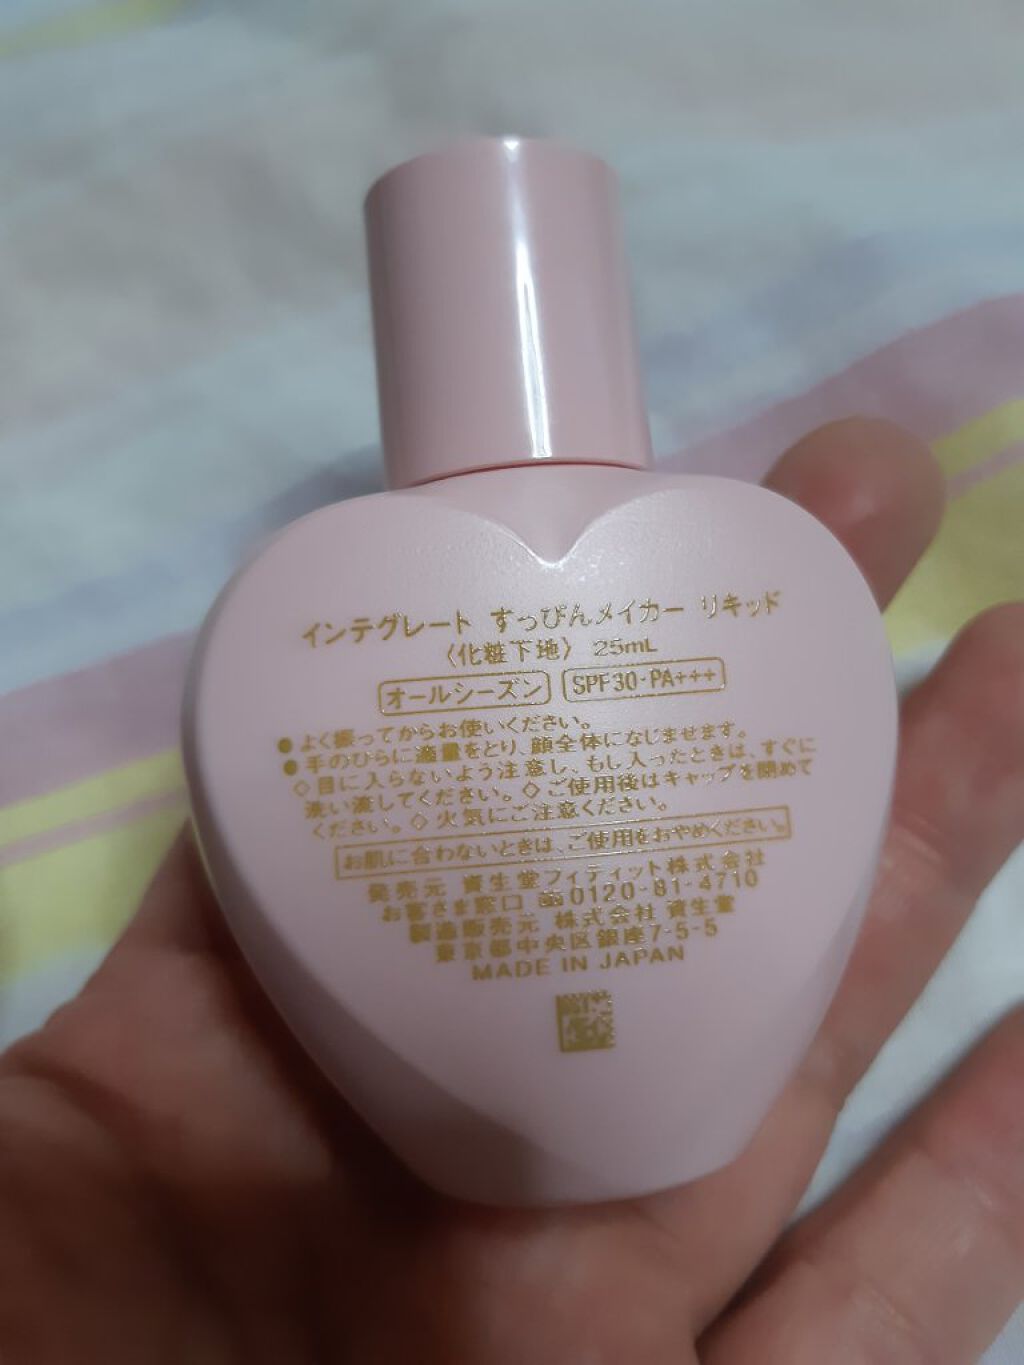 インテグレート すっぴんメイカー リキッド
〈化粧下地〉 25mL
オールシーズン SPF30・PA+++
● よく振ってからお使いください。
● 手のひらに適量をとり、顔全体になじませます。
◇ 目に入らないよう注意し、もし入ったときは、すぐに
洗い流してください。◇ ご使用後はキャップを閉めて
ください。◇ 火気にご注意ください。
お肌に合わないときは、ご使用をおやめください。
発売元 資生堂フィティット株式会社
お客さま窓口 0120-81-4710
製造販売元 株式会社 資生堂
東京都中央区銀座7-5-5
MADE IN JAPAN